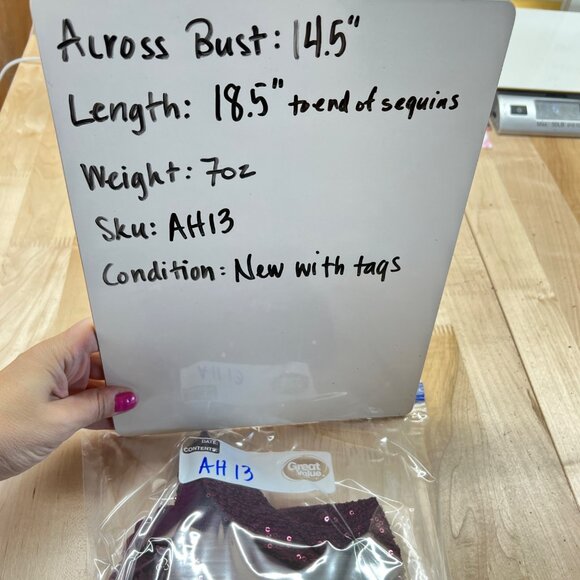 Across Bust: 14.5"
Length: 18.5" to end of sequins
Weight: 7oz
Sku: AH13
Condition: New with tags
DATE
CONTENTS
AH 13
Great Value